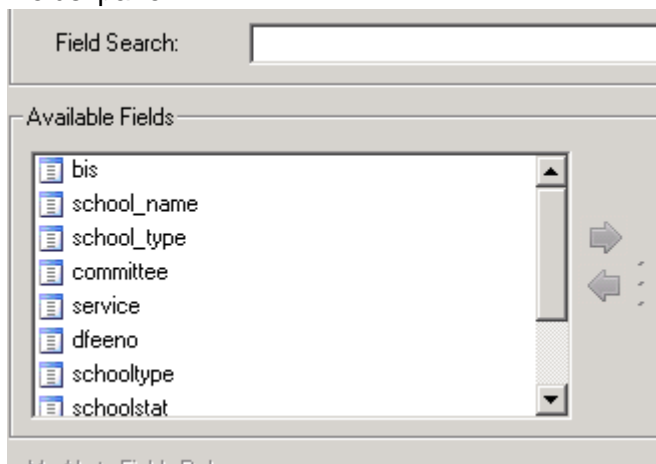 Field Search:
Available Fields
bis
school_name
school_type
committee
service
dfeeno
schooltype
schoolstat